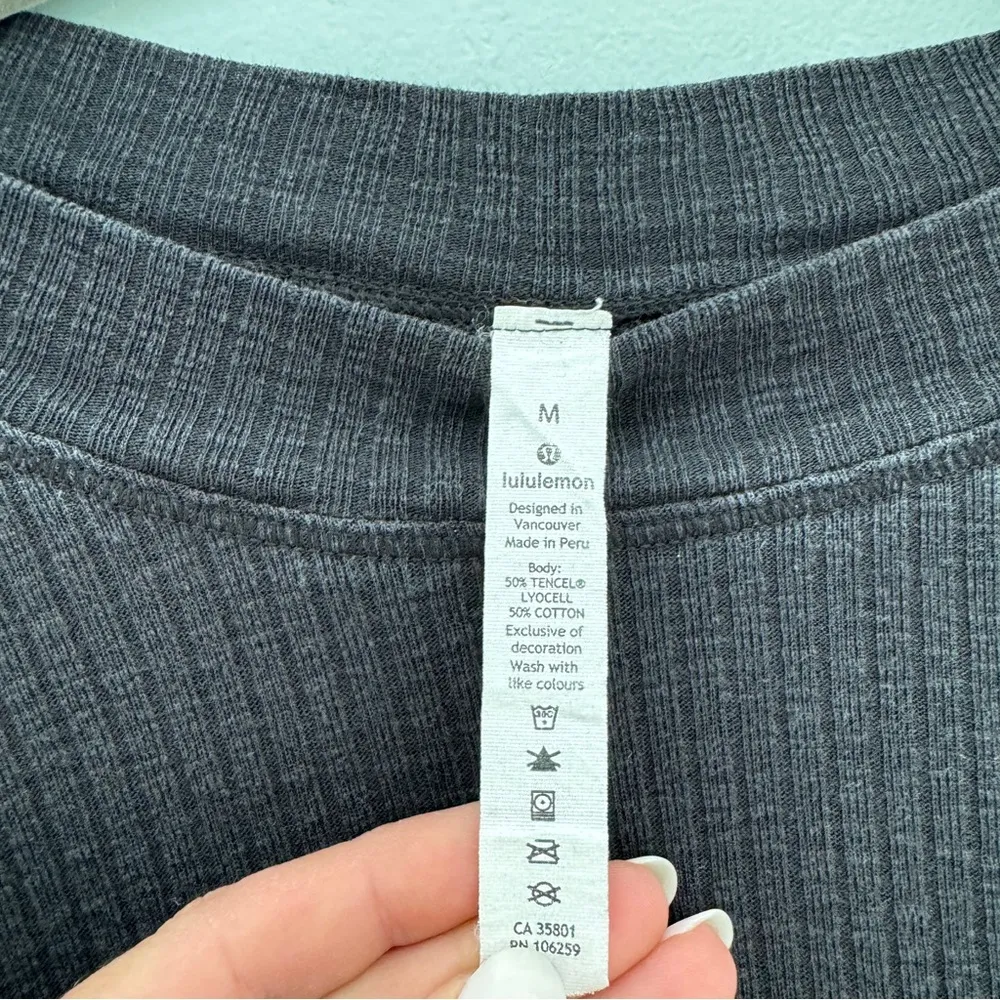 M
lululemon
Designed in
Vancouver
Made in Peru
Body:
50% TENCEL®
LYOCELL
50% COTTON
Exclusive of
decoration
Wash with
like colours
30C
CA 35801
RN 106259